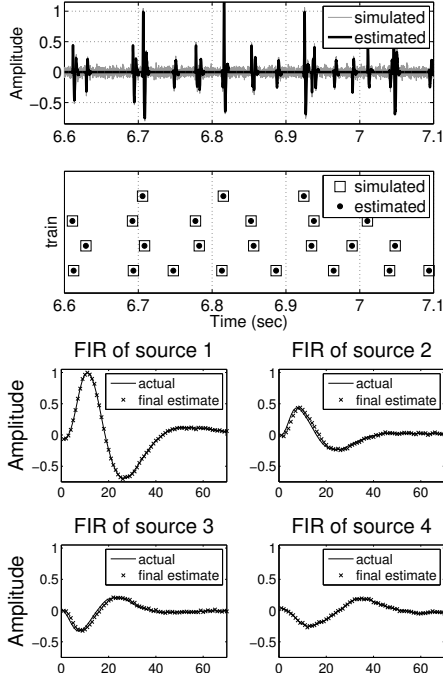 simulated
estimated
Amplitude
1
0.5
0
−0.5
6.6 6.7 6.8 6.9 7 7.1
simulated
estimated
train
6.6 6.7 6.8 6.9 7 7.1
Time (sec)
FIR of source 1 FIR of source 2
Amplitude
1
0.5
0
−0.5
actual
final estimate
0 20 40 60
1
0.5
0
−0.5
actual
final estimate
0 20 40 60
FIR of source 3 FIR of source 4
Amplitude
1
0.5
0
−0.5
actual
final estimate
0 20 40 60
1
0.5
0
−0.5
actual
final estimate
0 20 40 60